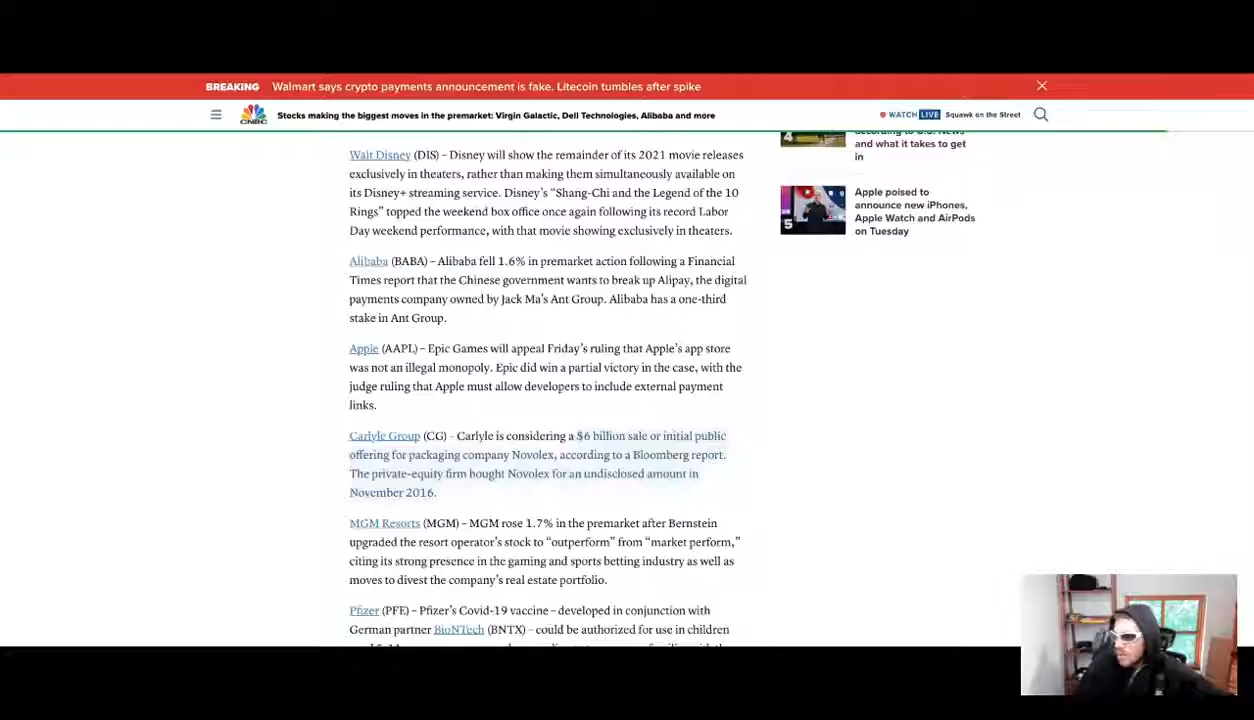 BREAKING Walmart says crypto payments announcement is fake. Litecoin tumbles after spike
CNBC
Stocks making the biggest moves in the premarket: Virgin Galactic, Dell Technologies, Alibaba and more
WATCH LIVE Squawk on the Street
Walt Disney (DIS) – Disney will show the remainder of its 2021 movie releases
exclusively in theaters, rather than making them simultaneously available on
its Disney+ streaming service. Disney's “Shang-Chi and the Legend of the 10
Rings” topped the weekend box office once again following its record Labor
Day weekend performance, with that movie showing exclusively in theaters.
Alibaba (BABA) – Alibaba fell 1.6% in premarket action following a Financial
Times report that the Chinese government wants to break up Alipay, the digital
payments company owned by Jack Ma's Ant Group. Alibaba has a one-third
stake in Ant Group.
Apple (AAPL) – Epic Games will appeal Friday's ruling that Apple's app store
was not an illegal monopoly. Epic did win a partial victory in the case, with the
judge ruling that Apple must allow developers to include external payment
links.
Carlyle Group (CG) – Carlyle is considering a $6 billion sale or initial public
offering for packaging company Novolex, according to a Bloomberg report.
The private-equity firm bought Novolex for an undisclosed amount in
November 2016.
MGM Resorts (MGM) – MGM rose 1.7% in the premarket after Bernstein
upgraded the resort operator's stock to “outperform” from “market perform,”
citing its strong presence in the gaming and sports betting industry as well as
moves to divest the company's real estate portfolio.
Pfizer (PFE) – Pfizer's Covid-19 vaccine – developed in conjunction with
German partner BioNTech (BNTX) – could be authorized for use in children
4
according to U.S. News
and what it takes to get
in
5
Apple poised to
announce new iPhones,
Apple Watch and AirPods
on Tuesday